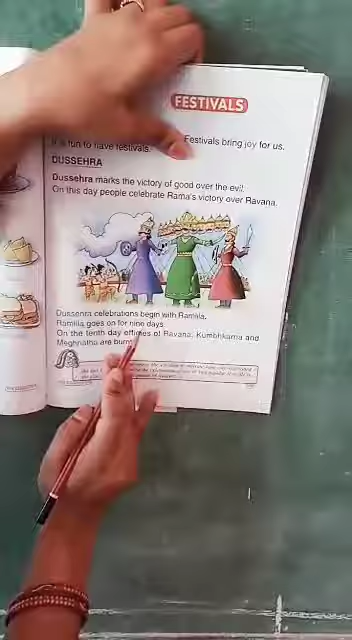 FESTIVALS
It is fun to have festivals. Festivals bring joy for us.
DUSSEHRA
Dussehra marks the victory of good over the evil.
On this day people celebrate Rama's victory over Ravana.
Dussehra celebrations begin with Ramlila.
Ramlila goes on for nine days.
On the tenth day effigies of Ravana, Kumbhkarna and
Meghnatha are burnt.